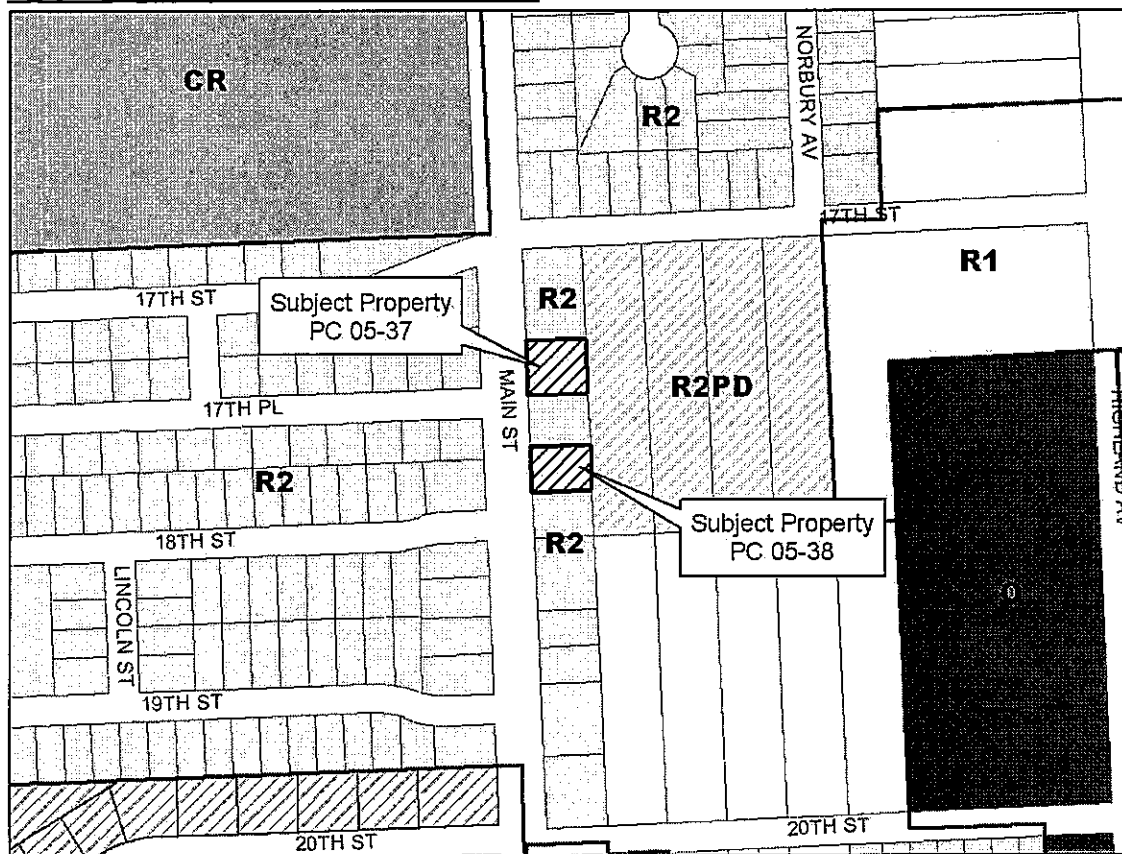 CR
R2
NORBURY AV
17TH ST
R1
17TH ST
Subject Property
PC 05-37
R2
MAIN ST
R2PD
17TH PL
R2
18TH ST
Subject Property
PC 05-38
R2
LINCOLN ST
0
19TH ST
20TH ST
20TH ST